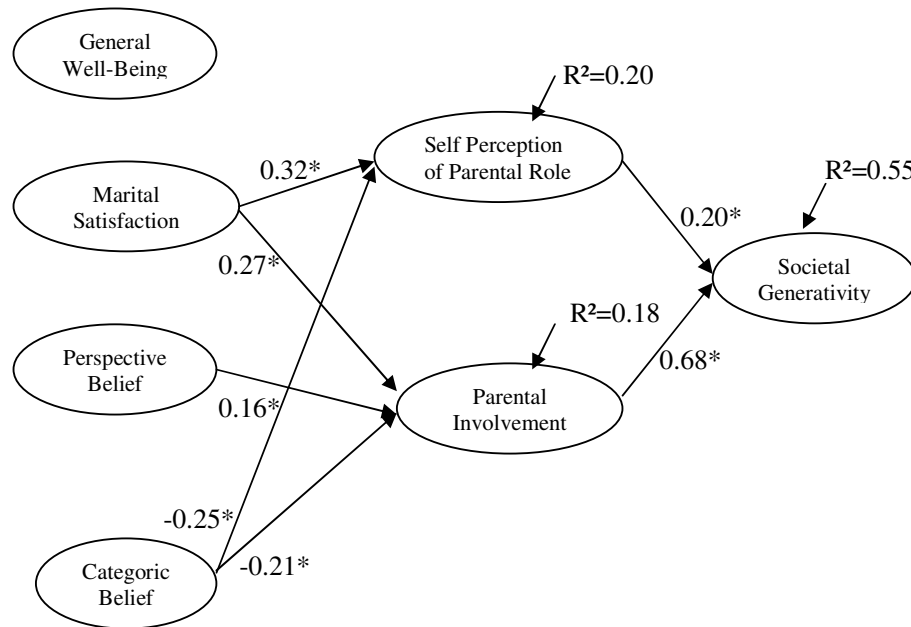 General
Well-Being
R²=0.20
Self Perception
of Parental Role
0.32*
R²=0.55
Marital
Satisfaction
0.20*
0.27*
Societal
Generativity
R²=0.18
Perspective
Belief
0.68*
Parental
Involvement
0.16*
-0.25*
-0.21*
Categoric
Belief